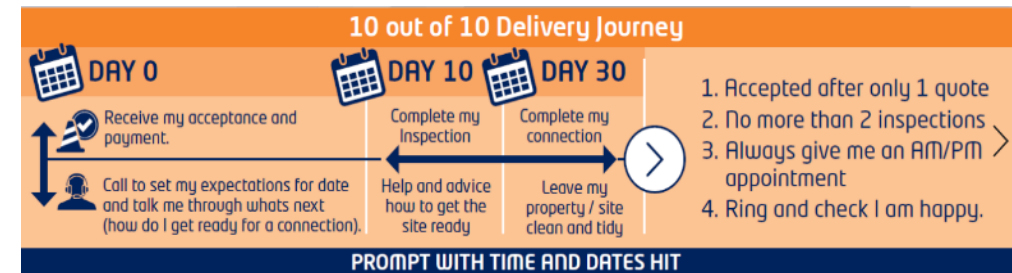 10 out of 10 Delivery Journey
DAY 0
Receive my acceptance and
payment.
Call to set my expectations for date
and talk me through whats next
(how do I get ready for a connection).
DAY 10
Complete my
Inspection
Help and advice
how to get the
site ready
DAY 30
Complete my
connection
Leave my
property / site
clean and tidy
1. Accepted after only 1 quote
2. No more than 2 inspections
3. Always give me an AM/PM
appointment
4. Ring and check I am happy.
PROMPT WITH TIME AND DATES HIT